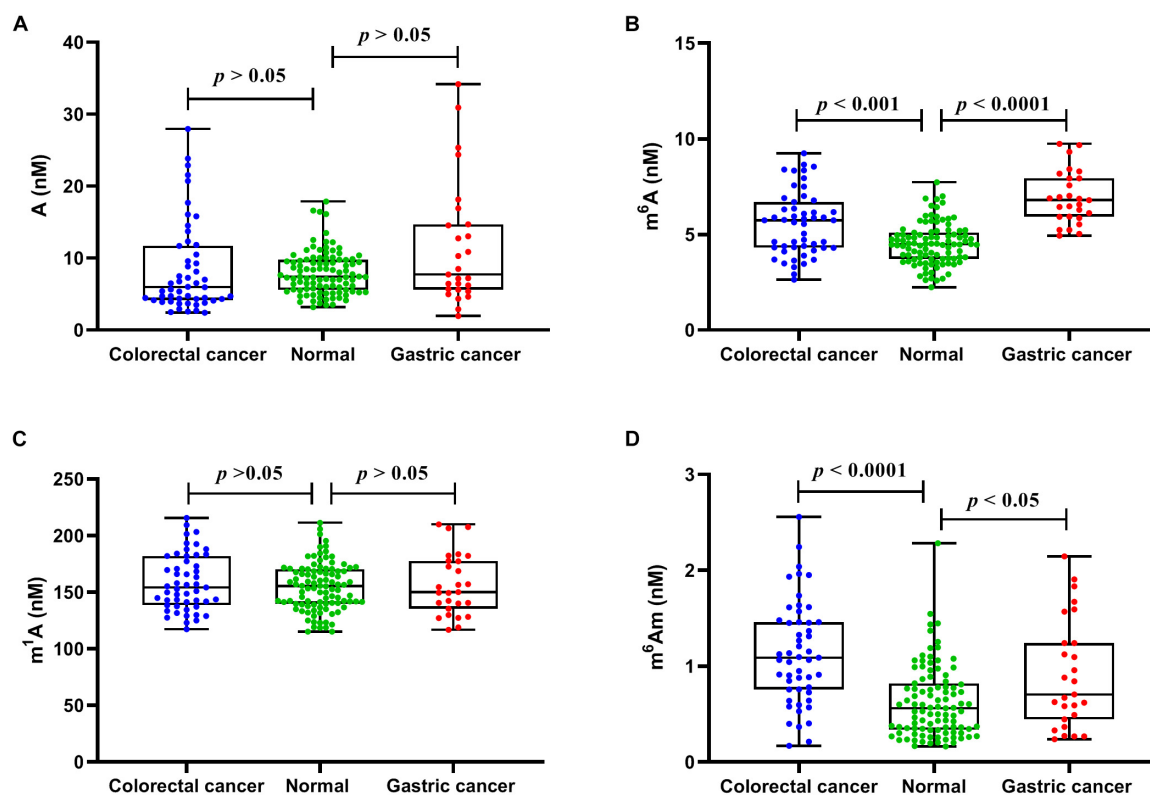 A
A (nM)
40
30
20
10
0
p > 0.05
p > 0.05
Colorectal cancer
Normal
Gastric cancer
B
m⁶A (nM)
15
10
5
0
p < 0.001
p < 0.0001
Colorectal cancer
Normal
Gastric cancer
C
m¹A (nM)
250
200
150
100
50
0
p >0.05
p > 0.05
Colorectal cancer
Normal
Gastric cancer
D
m⁶Am (nM)
3
2
1
0
p < 0.0001
p < 0.05
Colorectal cancer
Normal
Gastric cancer